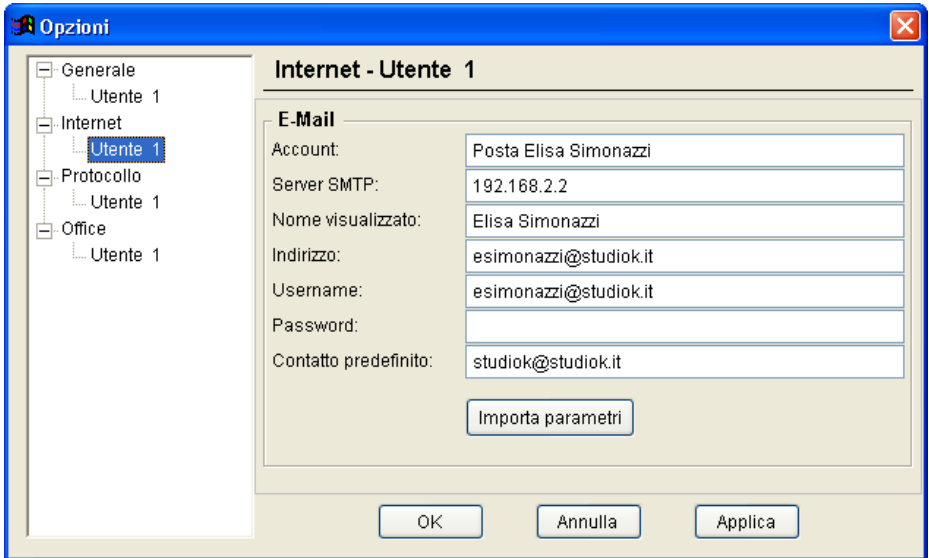 Opzioni
Generale
Utente 1
Internet
Utente 1
Protocollo
Utente 1
Office
Utente 1
Internet - Utente 1
E-Mail
Account: Posta Elisa Simonazzi
Server SMTP: 192.168.2.2
Nome visualizzato: Elisa Simonazzi
Indirizzo: esimonazzi@studiok.it
Username: esimonazzi@studiok.it
Password:
Contatto predefinito: studiok@studiok.it
Importa parametri
OK Annulla Applica